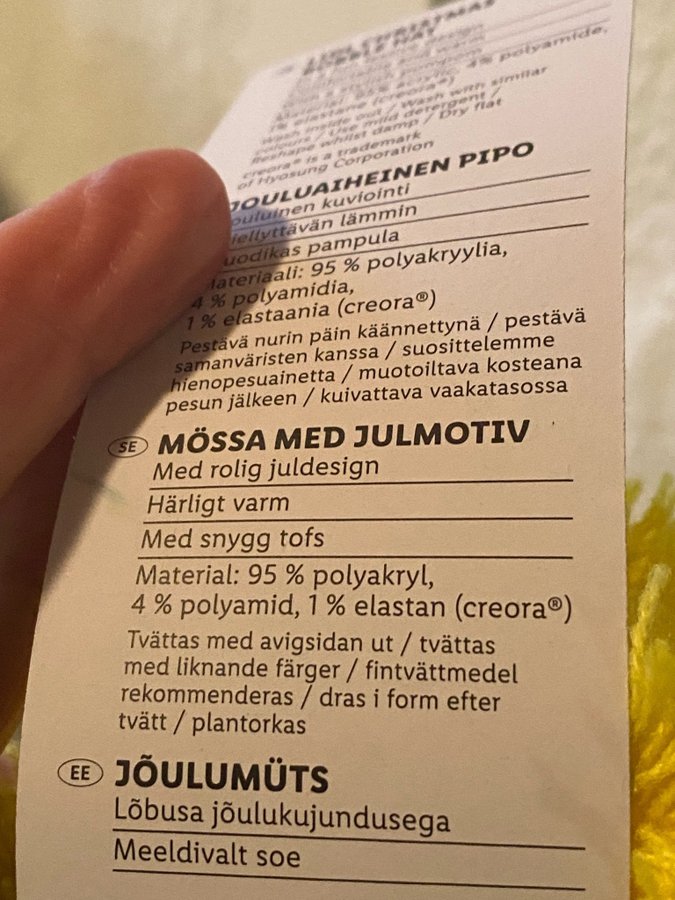 BOBBLE HAT
4% polyamide,
1% elastane (creora®)
Wash inside out / Wash with similar
colours / Use mild detergent /
Reshape whilst damp / Dry flat
creora® is a trademark
of Hyosung Corporation
JOULUAIHEINEN PIPO
kuviointi
lämmin
pampula
95 % polyakryylia,
4 % polyamidia,
1 % elastaania (creora®)
Pestävä nurin päin käännettynä / pestävä
samanväristen kanssa / suosittelemme
hienopesuainetta / muotoiltava kosteana
pesun jälkeen / kuivattava vaakatasossa
SE MÖSSA MED JULMOTIV
Med rolig juldesign
Härligt varm
Med snygg tofs
Material: 95 % polyakryl,
4 % polyamid, 1 % elastan (creora®)
Tvättas med avigsidan ut / tvättas
med liknande färger / fintvättmedel
rekommenderas / dras i form efter
tvätt / plantorkas
EE JÕULUMÜTS
Lõbusa jõulukujundusega
Meeldivalt soe